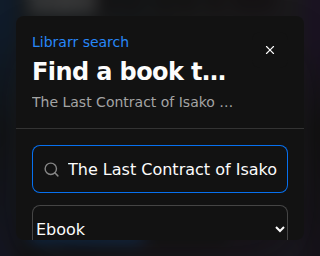 Librarr search
Find a book t...
The Last Contract of Isako ...
The Last Contract of Isako
Ebook